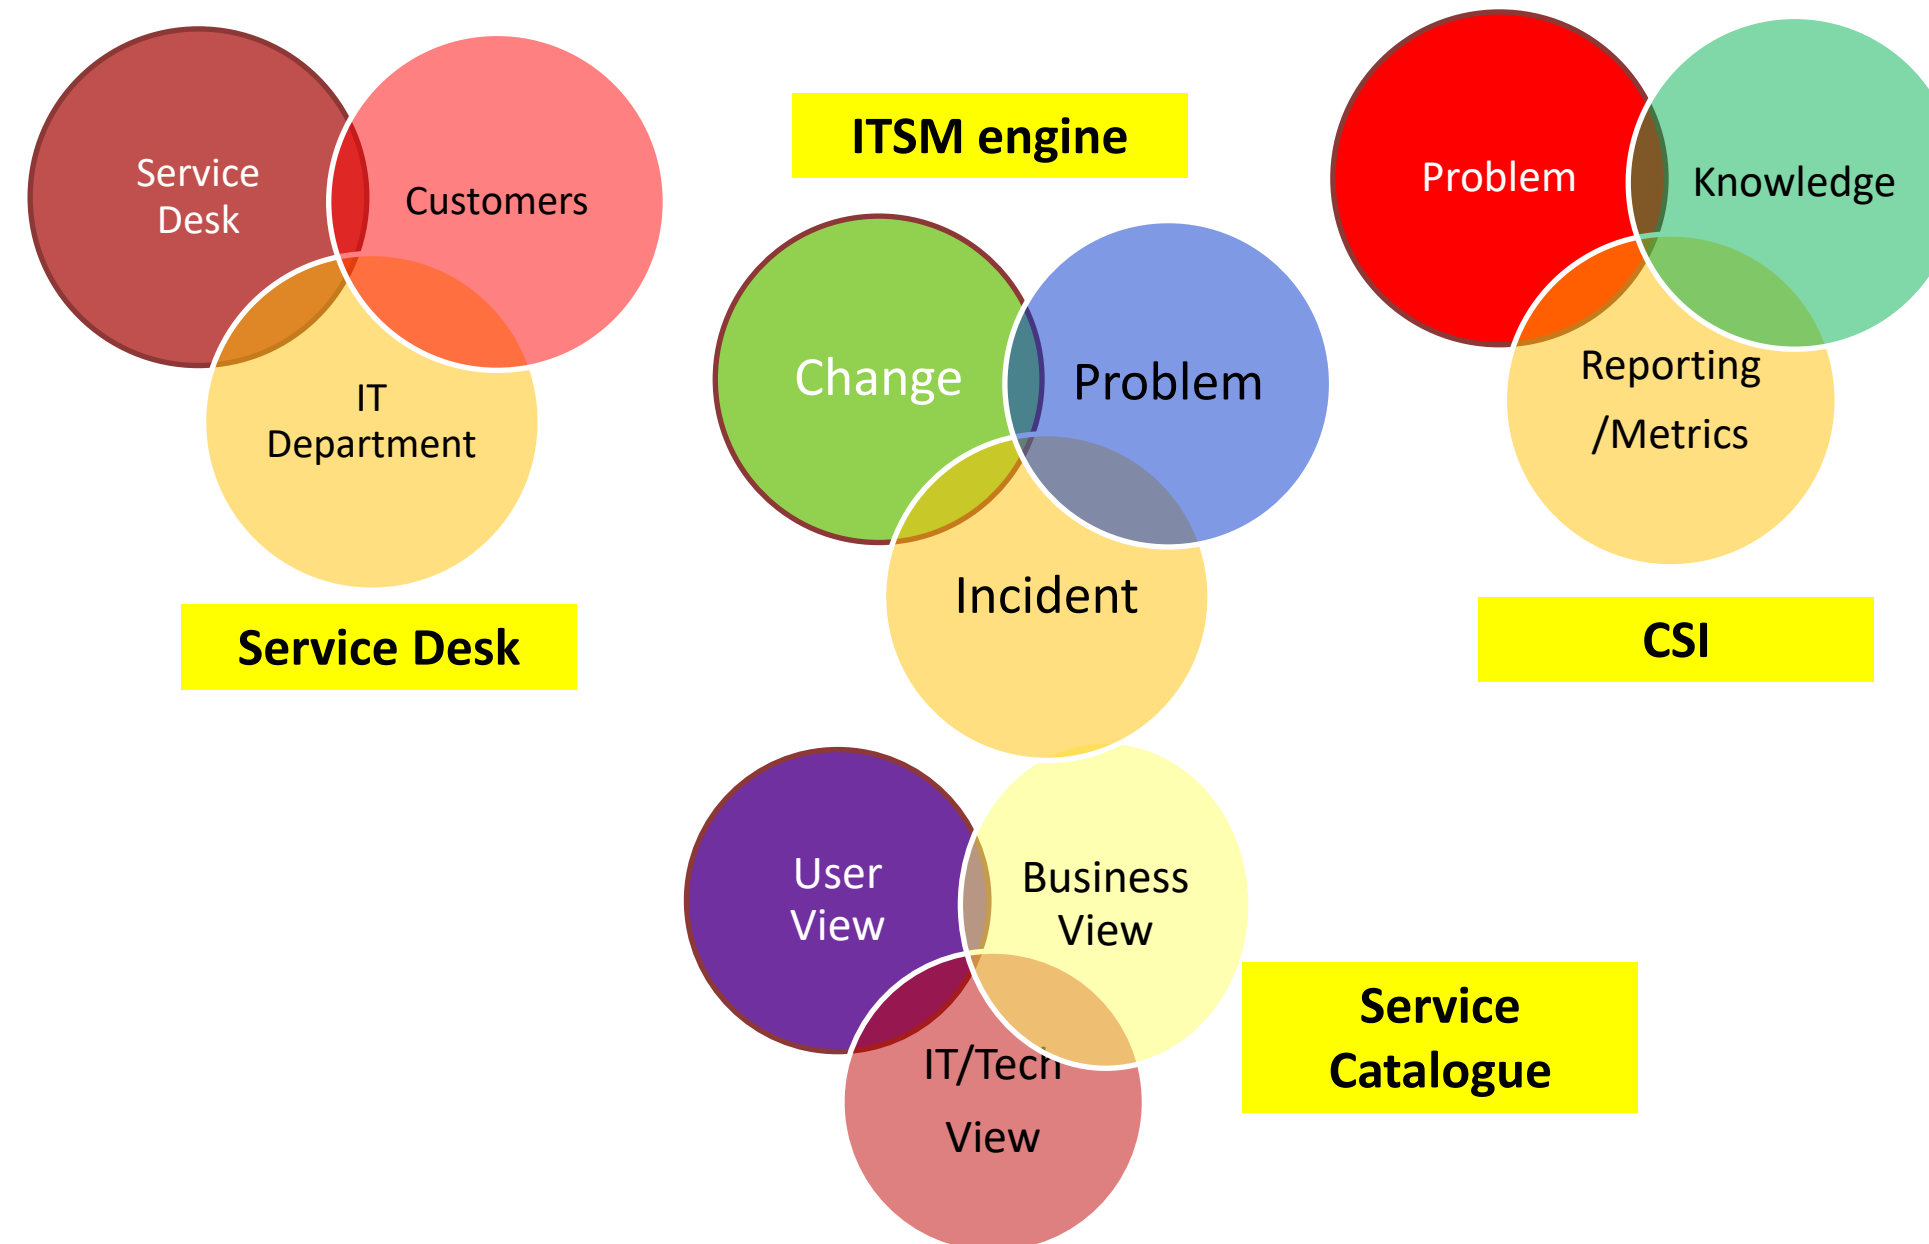 Service
Desk
Customers
IT
Department
Service Desk
ITSM engine
Change
Problem
Incident
Problem
Knowledge
Reporting
/Metrics
CSI
User
View
Business
View
IT/Tech
View
Service
Catalogue